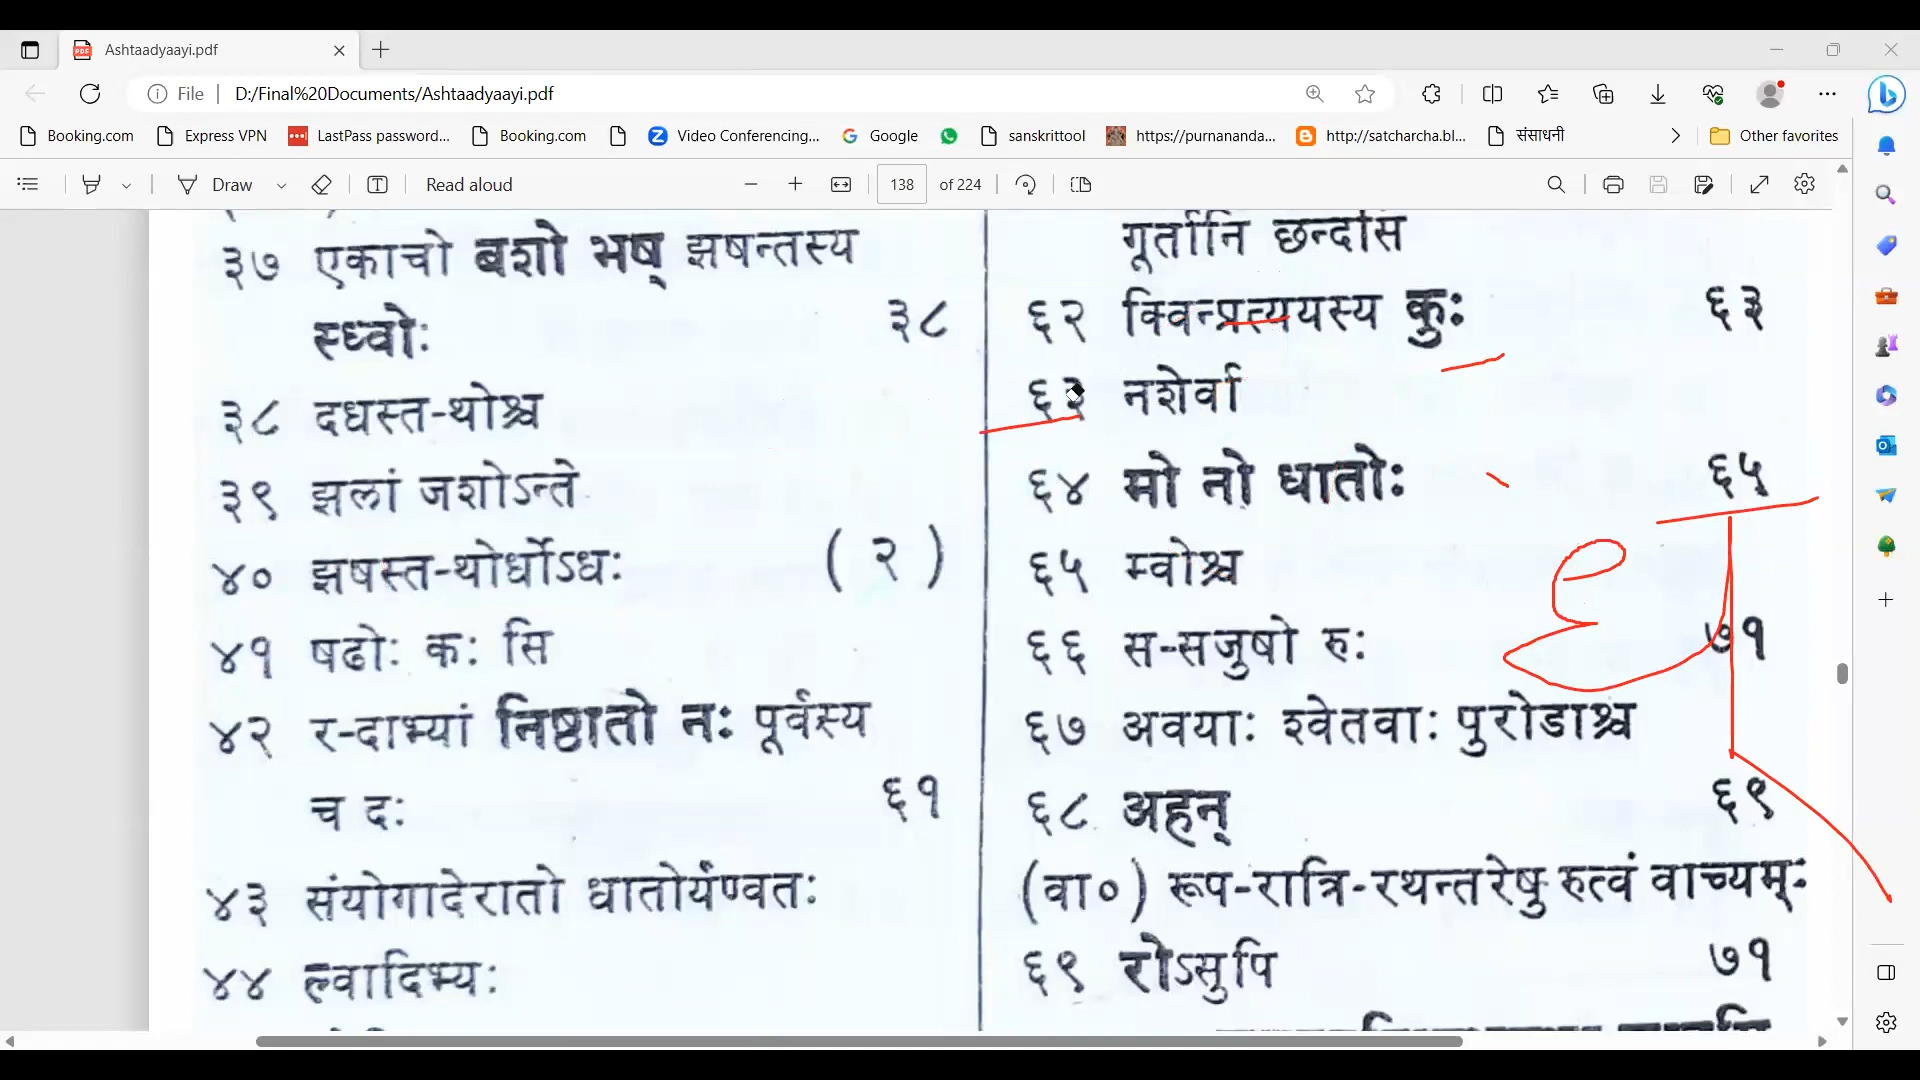 Ashtaadyaayi.pdf
File D:/Final%20Documents/Ashtaadyaayi.pdf
Booking.com Express VPN LastPass password... Booking.com Video Conferencing... Google sanskrittool https://purnananda... http://satcharcha.bl... संसाधनी Other favorites
Draw Read aloud 138 of 224
३७ एकाचो बशो भष् झषन्तस्य
स्ध्वोः ३८
३८ दधस्त-थोश्च
३९ झलां जशोऽन्ते
४० झषस्त-थोर्धोऽधः (२)
४१ षढोः कः सि
४२ र-दाभ्यां निष्ठातो नः पूर्वस्य
च दः ६१
४३ संयोगादेरातो धातोर्यण्वतः
४४ ल्वादिभ्यः
गूर्तानि छन्दसि
६२ क्विन्प्रत्ययस्य कुः ६३
६३ नशेर्वा
६४ मो नो धातोः ६५
६५ म्वोश्च
६६ स-सजुषो रुः ७१
६७ अवयाः श्वेतवाः पुरोडाश्च
६८ अहन् ६९
(वा०) रूप-रात्रि-रथन्तरेषु रुत्वं वाच्यम्ः
६९ रोऽसुपि ७१